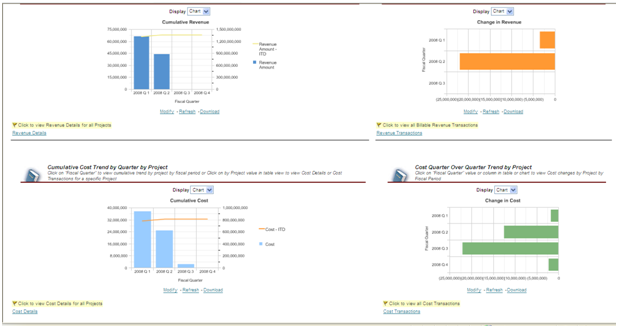 Display Chart
Cumulative Revenue
75,000,000
60,000,000
45,000,000
30,000,000
15,000,000
0
1,500,000,000
1,200,000,000
900,000,000
600,000,000
300,000,000
0
2008 Q 1 2008 Q 2 2008 Q 3 2008 Q 4
Fiscal Quarter
Revenue
Amount -
ITD
Revenue
Amount
Modify - Refresh - Download
Click to view Revenue Details for all Projects
Revenue Details
Display Chart
Change in Revenue
Fiscal Quarter
2008 Q 1
2008 Q 2
2008 Q 3
(25,000,000)(20,000,000)(15,000,000)(10,000,000) (5,000,000) 0
Modify - Refresh - Download
Click to view all Billable Revenue Transactions
Revenue Transactions
Cumulative Cost Trend by Quarter by Project
Click on "Fiscal Quarter" to view cumulative trend by project by fiscal period or Click on by Project value in table view to view Cost Details or Cost
Transactions for a specific Project
Display Chart
Cumulative Cost
40,000,000
32,000,000
24,000,000
16,000,000
8,000,000
0
1,000,000,000
800,000,000
600,000,000
400,000,000
200,000,000
0
2008 Q 1 2008 Q 2 2008 Q 3 2008 Q 4
Fiscal Quarter
Cost - ITD
Cost
Modify - Refresh - Download
Click to view Cost Details for all Projects
Cost Details
Cost Quarter Over Quarter Trend by Project
Click on "Fiscal Quarter" value or column in table or chart to view Cost changes by Project by
Fiscal Period
Display Chart
Change in Cost
Fiscal Quarter
2008 Q 1
2008 Q 2
2008 Q 3
2008 Q 4
(25,000,000)(20,000,000)(15,000,000)(10,000,000) (5,000,000) 0
Modify - Refresh - Download
Click to view all Cost Transactions
Cost Transactions